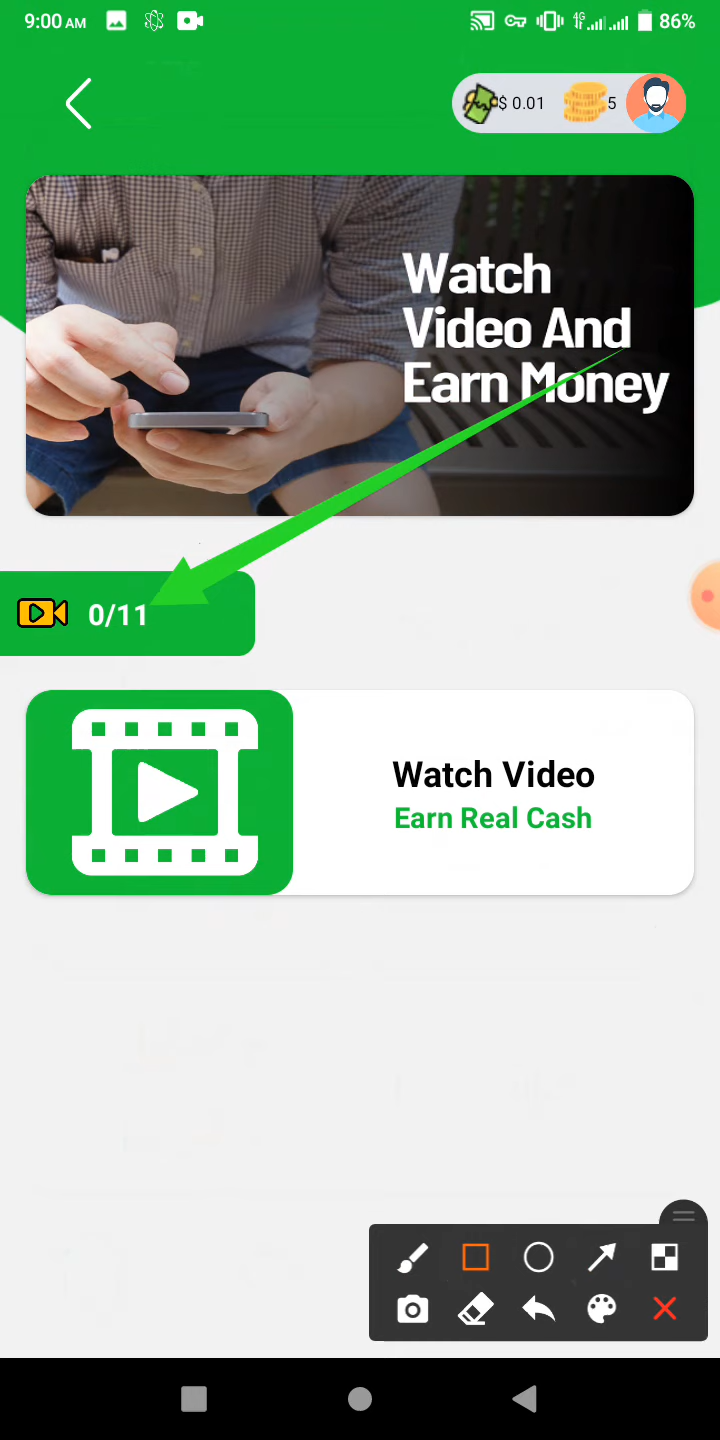 9:00 AM
4G
86%
$ 0.01
5
Watch
Video And
Earn Money
0/11
Watch Video
Earn Real Cash